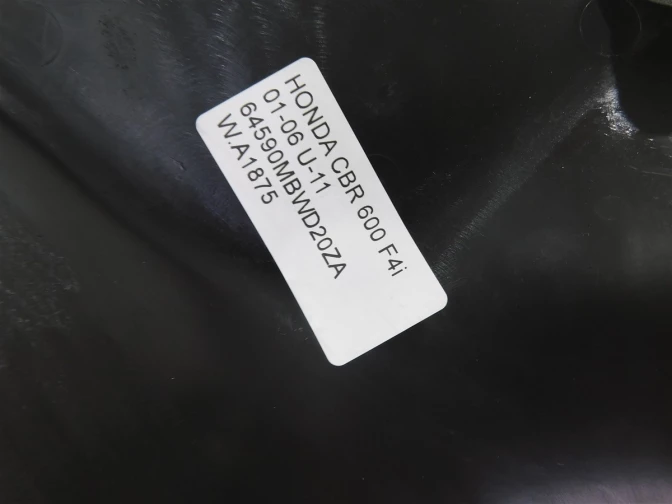 HONDA CBR 600 F4i
01-06 U-11
64590MBWD20ZA
W.A1875